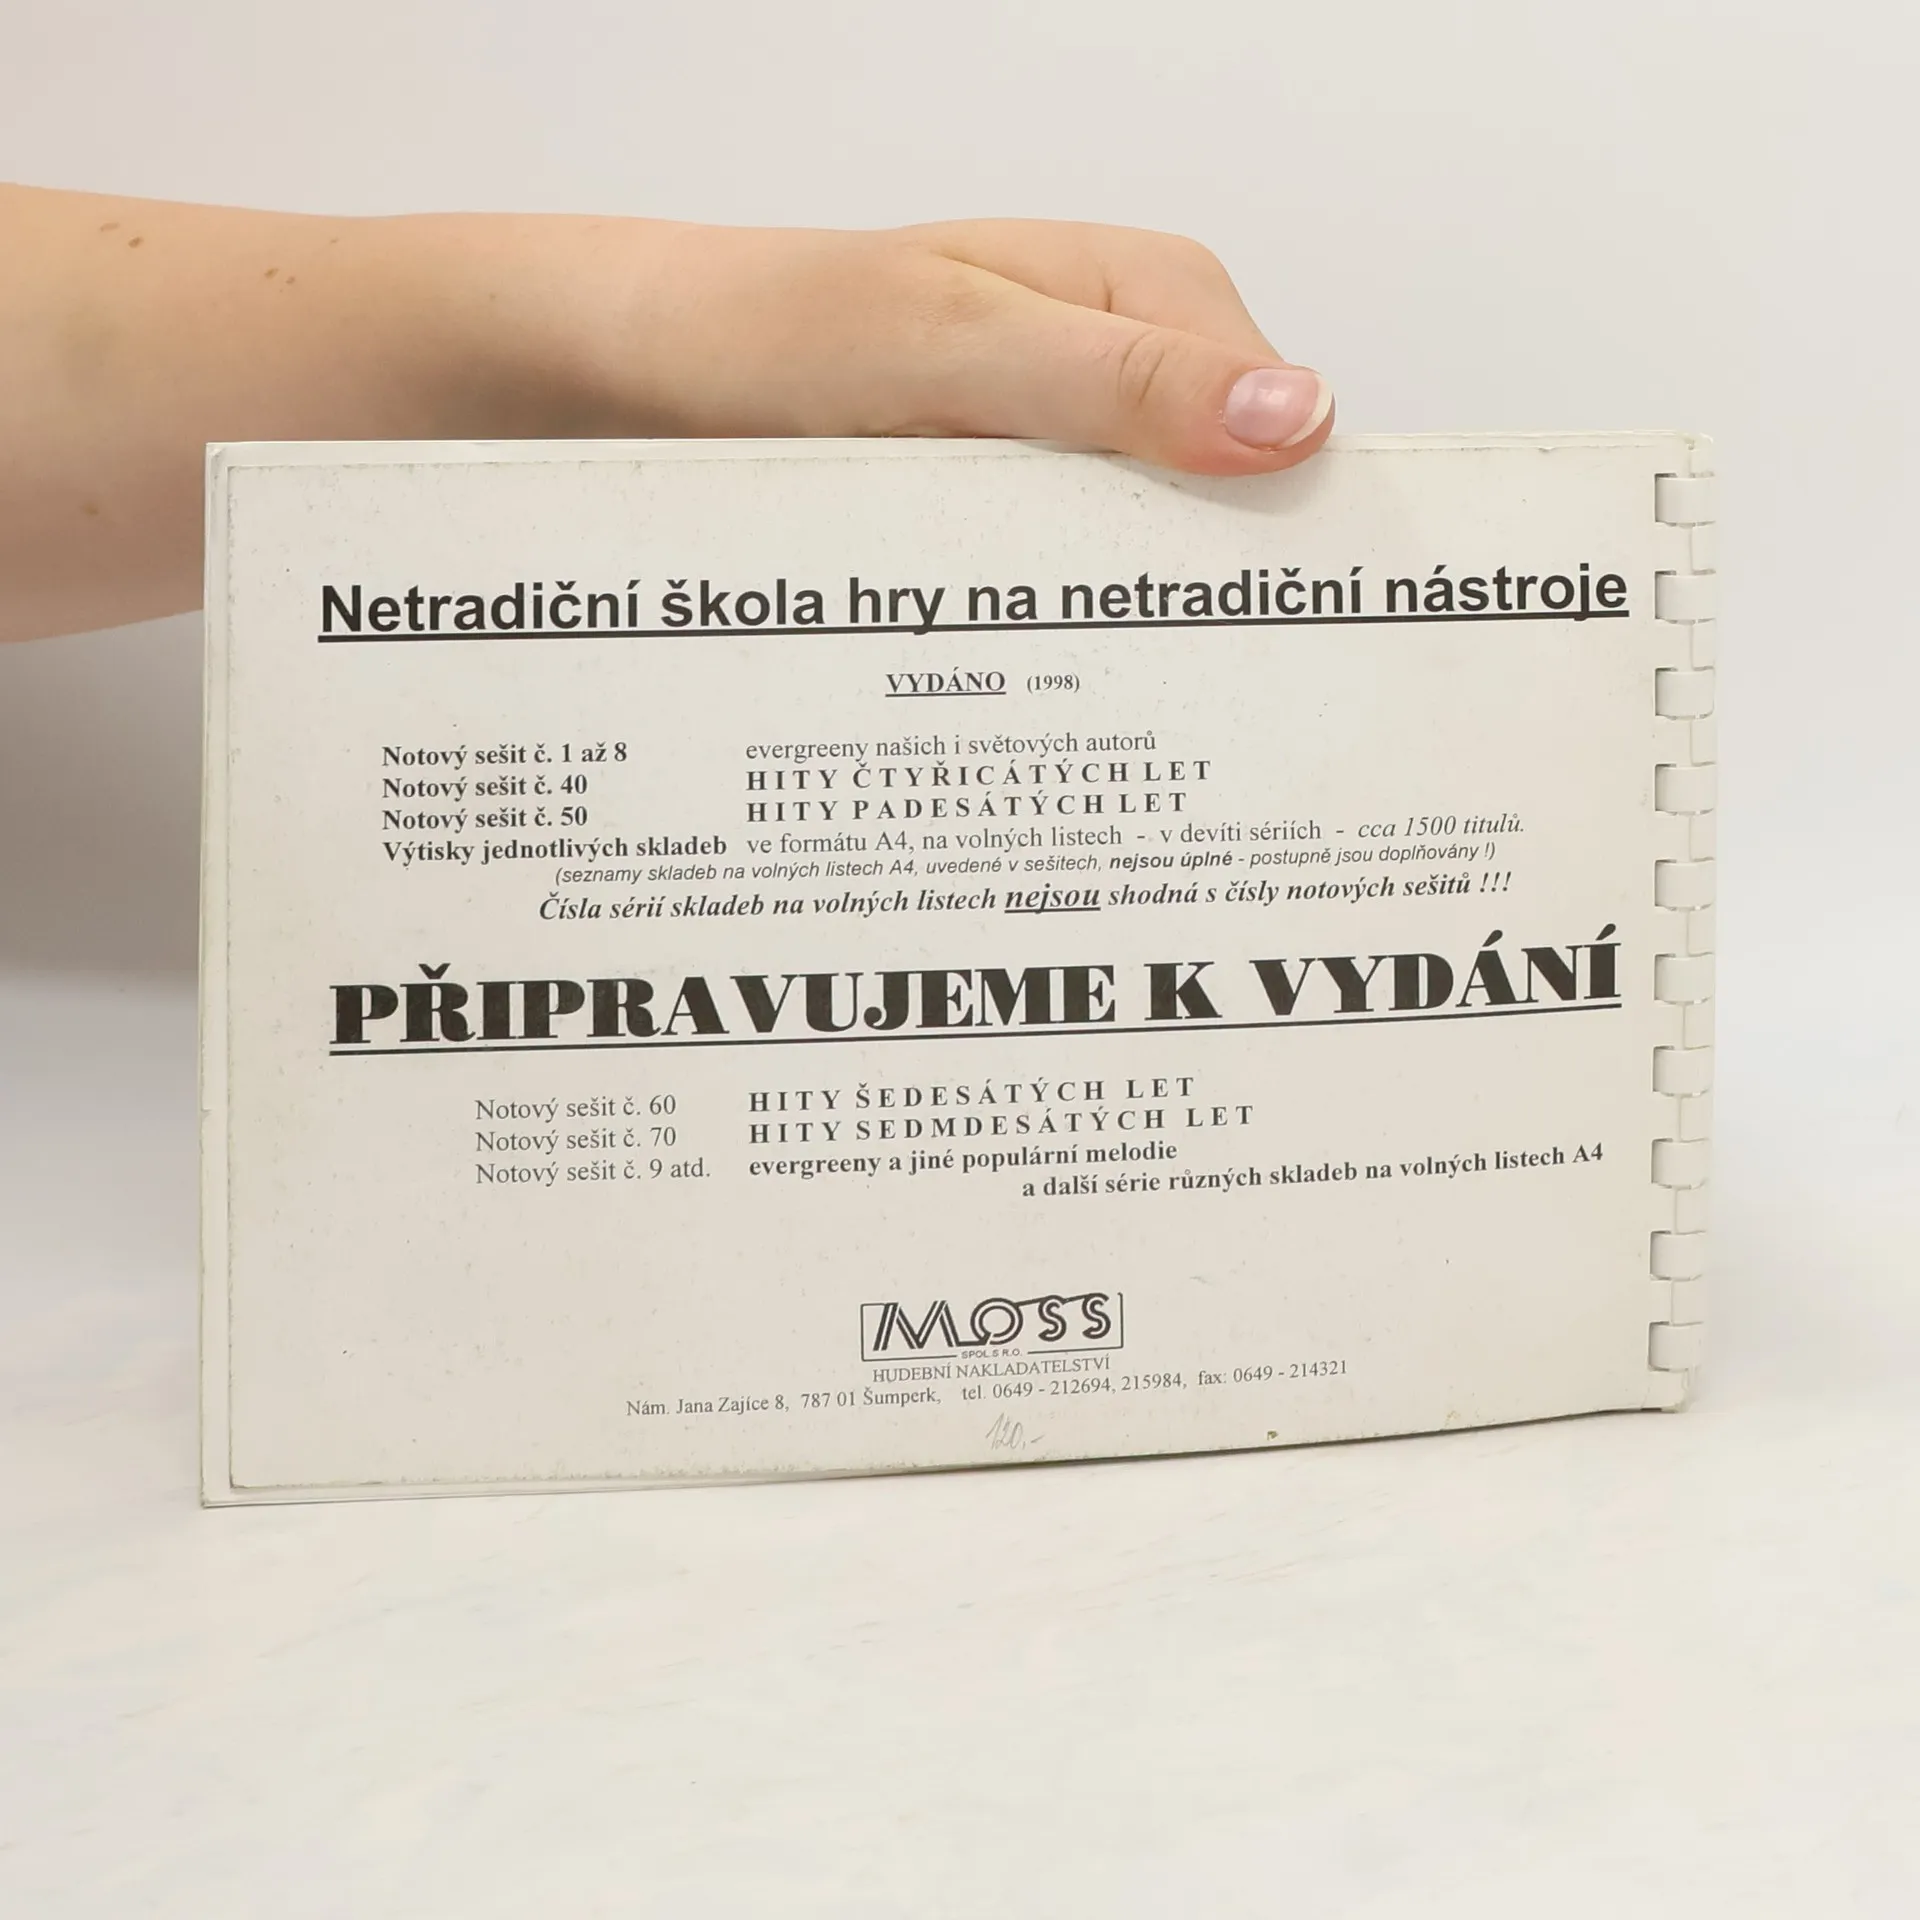 Netradiční škola hry na netradiční nástroje
VYDÁNO (1998)
Notový sešit č. 1 až 8 evergreeny našich i světových autorů
Notový sešit č. 40 HITY ČTYŘICÁTÝCH LET
Notový sešit č. 50 HITY PADESÁTÝCH LET
Výtisky jednotlivých skladeb ve formátu A4, na volných listech - v devíti sériích - cca 1500 titulů.
(seznamy skladeb na volných listech A4, uvedené v sešitech, nejsou úplné - postupně jsou doplňovány !)
Čísla sérií skladeb na volných listech nejsou shodná s čísly notových sešitů !!!
PŘIPRAVUJEME K VYDÁNÍ
Notový sešit č. 60 HITY ŠEDESÁTÝCH LET
Notový sešit č. 70 HITY SEDMDESÁTÝCH LET
Notový sešit č. 9 atd. evergreeny a jiné populární melodie
a další série různých skladeb na volných listech A4
MOSS
SPOL.S R.O.
HUDEBNÍ NAKLADATELSTVÍ
Nám. Jana Zajíce 8, 787 01 Šumperk, tel. 0649 - 212694, 215984, fax: 0649 - 214321
120,-